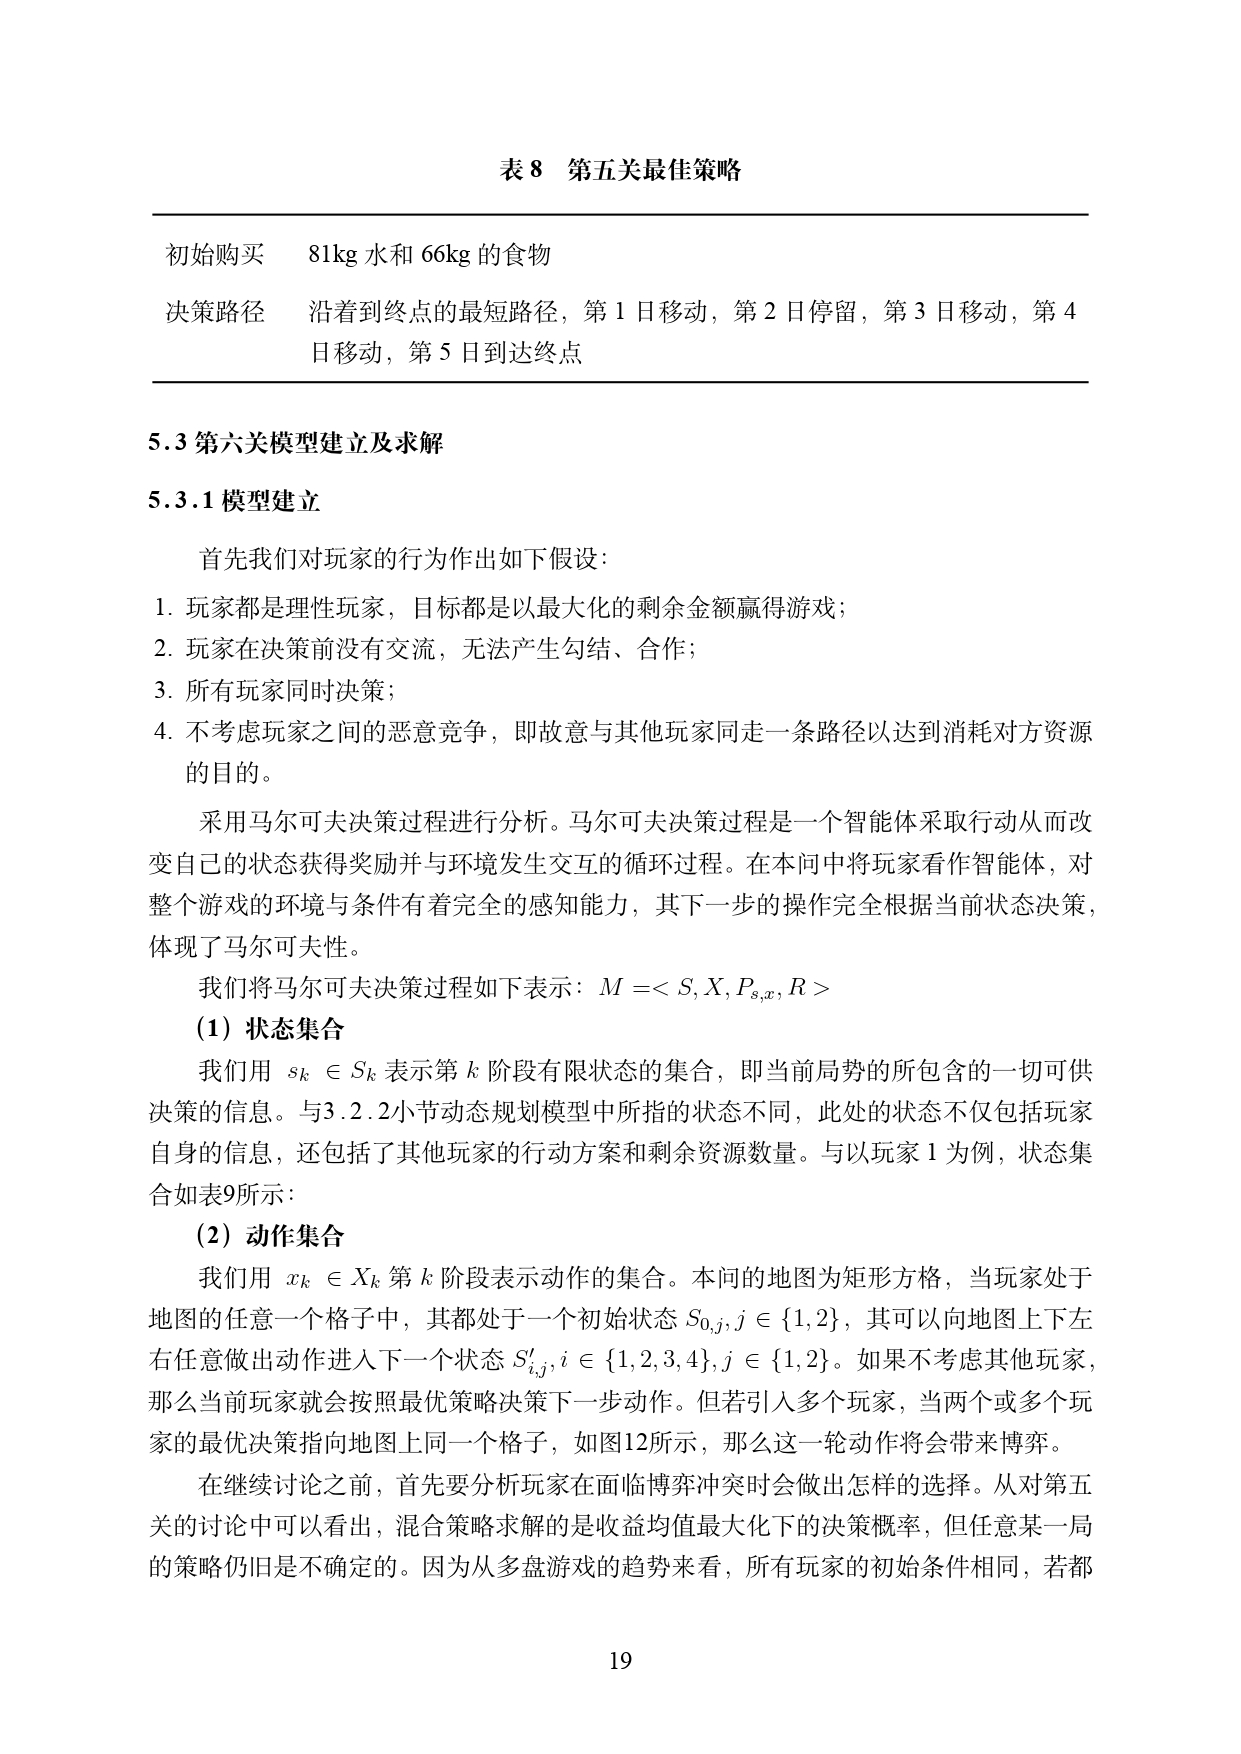 表 8 第五关最佳策略
初始购买 81kg 水和 66kg 的食物
决策路径 沿着到终点的最短路径，第 1 日移动，第 2 日停留，第 3 日移动，第 4
日移动，第 5 日到达终点
5.3 第六关模型建立及求解
5.3.1 模型建立
首先我们对玩家的行为作出如下假设：
1. 玩家都是理性玩家，目标都是以最大化的剩余金额赢得游戏；
2. 玩家在决策前没有交流，无法产生勾结、合作；
3. 所有玩家同时决策；
4. 不考虑玩家之间的恶意竞争，即故意与其他玩家同走一条路径以达到消耗对方资源
的目的。
采用马尔可夫决策过程进行分析。马尔可夫决策过程是一个智能体采取行动从而改
变自己的状态获得奖励并与环境发生交互的循环过程。在本问中将玩家看作智能体，对
整个游戏的环境与条件有着完全的感知能力，其下一步的操作完全根据当前状态决策，
体现了马尔可夫性。
我们将马尔可夫决策过程如下表示：$M =< S, X, P_{s,x}, R >$
（1）状态集合
我们用 $s_k \in S_k$ 表示第 $k$ 阶段有限状态的集合，即当前局势的所包含的一切可供
决策的信息。与3.2.2小节动态规划模型中所指的状态不同，此处的状态不仅包括玩家
自身的信息，还包括了其他玩家的行动方案和剩余资源数量。与以玩家 1 为例，状态集
合如表9所示：
（2）动作集合
我们用 $x_k \in X_k$ 第 $k$ 阶段表示动作的集合。本问的地图为矩形方格，当玩家处于
地图的任意一个格子中，其都处于一个初始状态 $S_{0,j}, j \in \{1, 2\}$，其可以向地图上下左
右任意做出动作进入下一个状态 $S'_{i,j}, i \in \{1, 2, 3, 4\}, j \in \{1, 2\}$。如果不考虑其他玩家，
那么当前玩家就会按照最优策略决策下一步动作。但若引入多个玩家，当两个或多个玩
家的最优决策指向地图上同一个格子，如图12所示，那么这一轮动作将会带来博弈。
在继续讨论之前，首先要分析玩家在面临博弈冲突时会做出怎样的选择。从对第五
关的讨论中可以看出，混合策略求解的是收益均值最大化下的决策概率，但任意某一局
的策略仍旧是不确定的。因为从多盘游戏的趋势来看，所有玩家的初始条件相同，若都
19